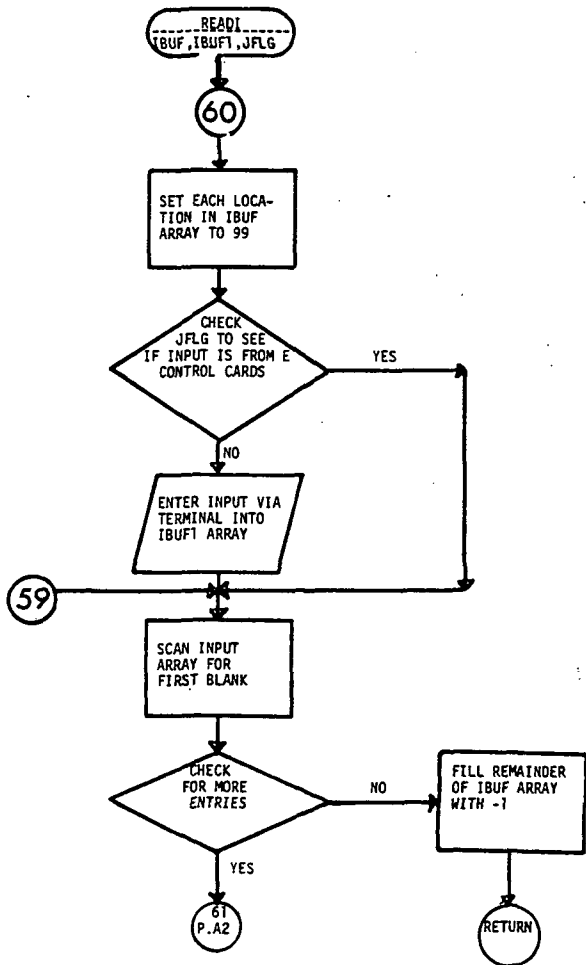 READI
IBUF,IBUF1,JFLG
60
SET EACH LOCA-
TION IN IBUF
ARRAY TO 99
CHECK
JFLG TO SEE
IF INPUT IS FROM E
CONTROL CARDS
YES
NO
ENTER INPUT VIA
TERMINAL INTO
IBUF1 ARRAY
59
SCAN INPUT
ARRAY FOR
FIRST BLANK
CHECK
FOR MORE
ENTRIES
NO
FILL REMAINDER
OF IBUF ARRAY
WITH -1
YES
61
P.A2
RETURN